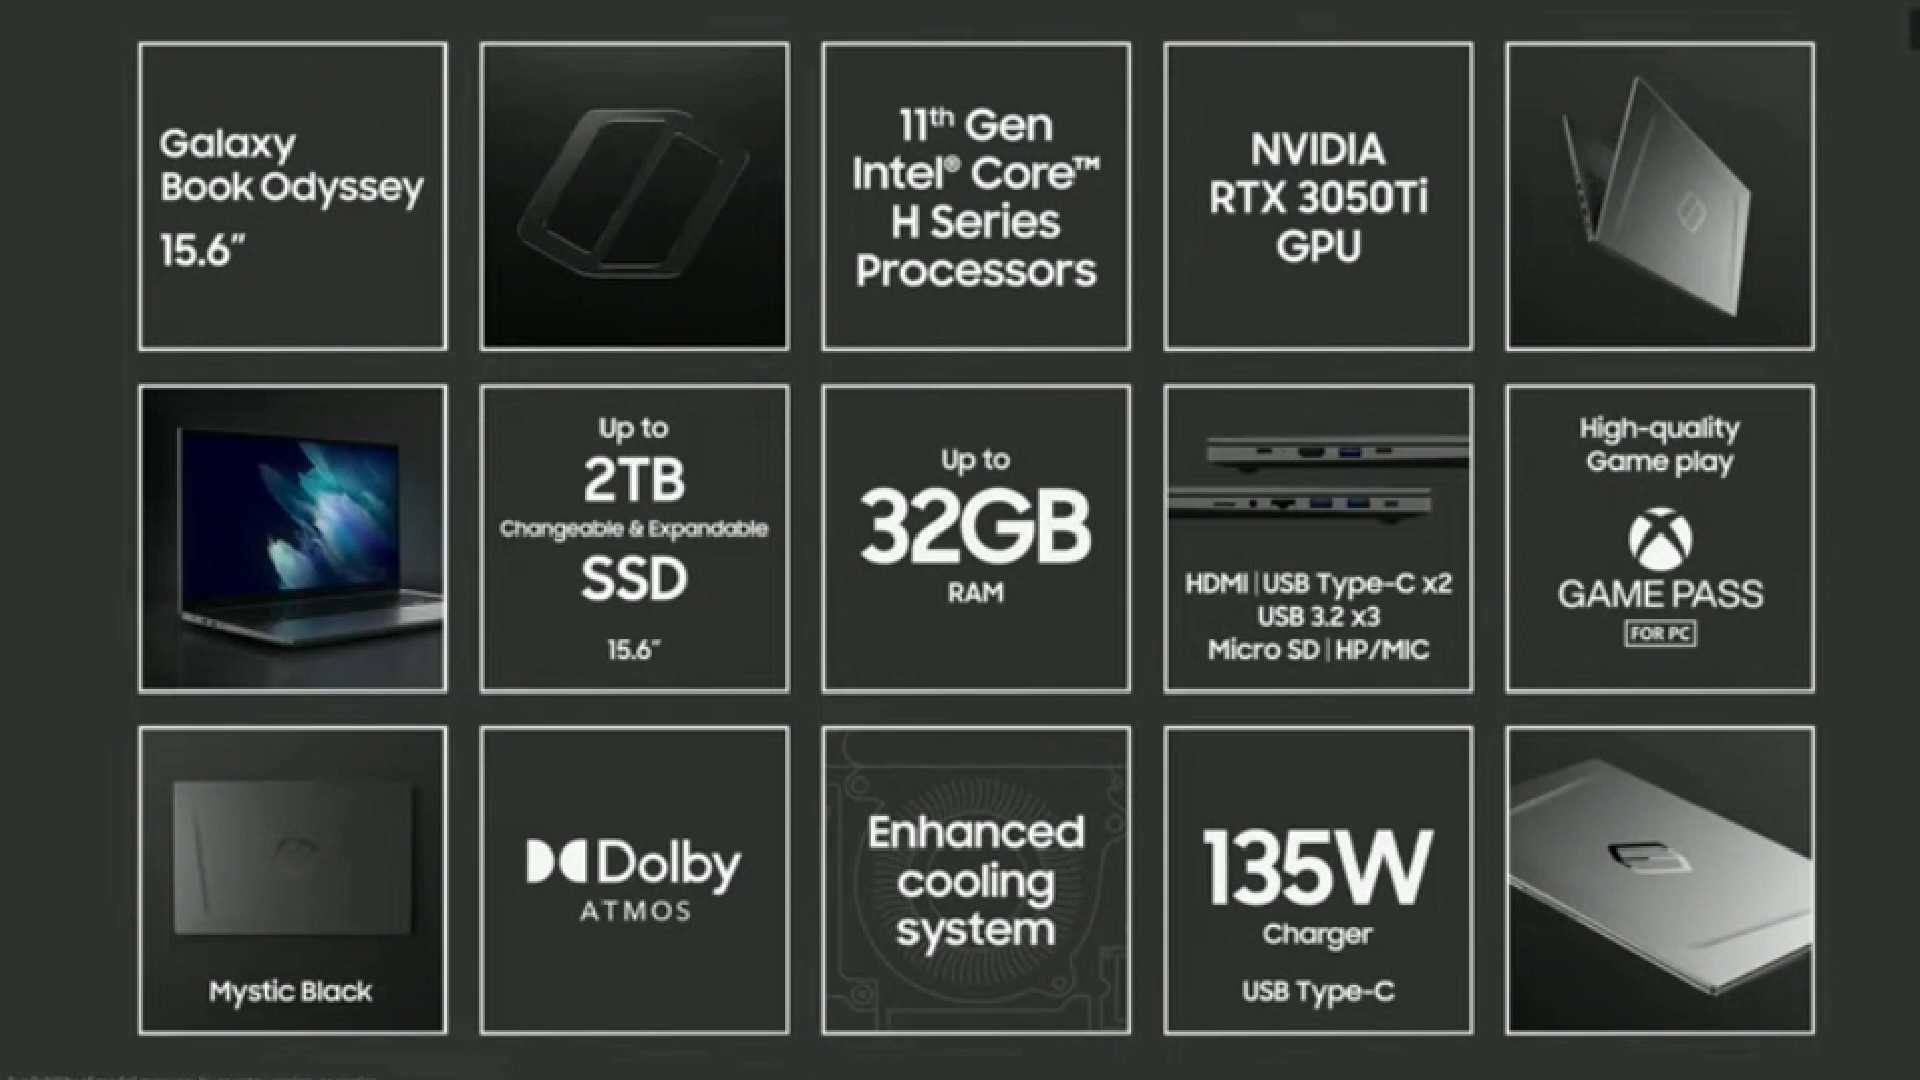 Galaxy
Book Odyssey
15.6"
11th Gen
Intel® Core™
H Series
Processors
NVIDIA
RTX 3050Ti
GPU
Up to
2TB
Changeable & Expandable
SSD
15.6"
Up to
32GB
RAM
HDMI | USB Type-C x2
USB 3.2 x3
Micro SD | HP/MIC
High-quality
Game play
GAME PASS
FOR PC
Mystic Black
Dolby
ATMOS
Enhanced
cooling
system
135W
Charger
USB Type-C